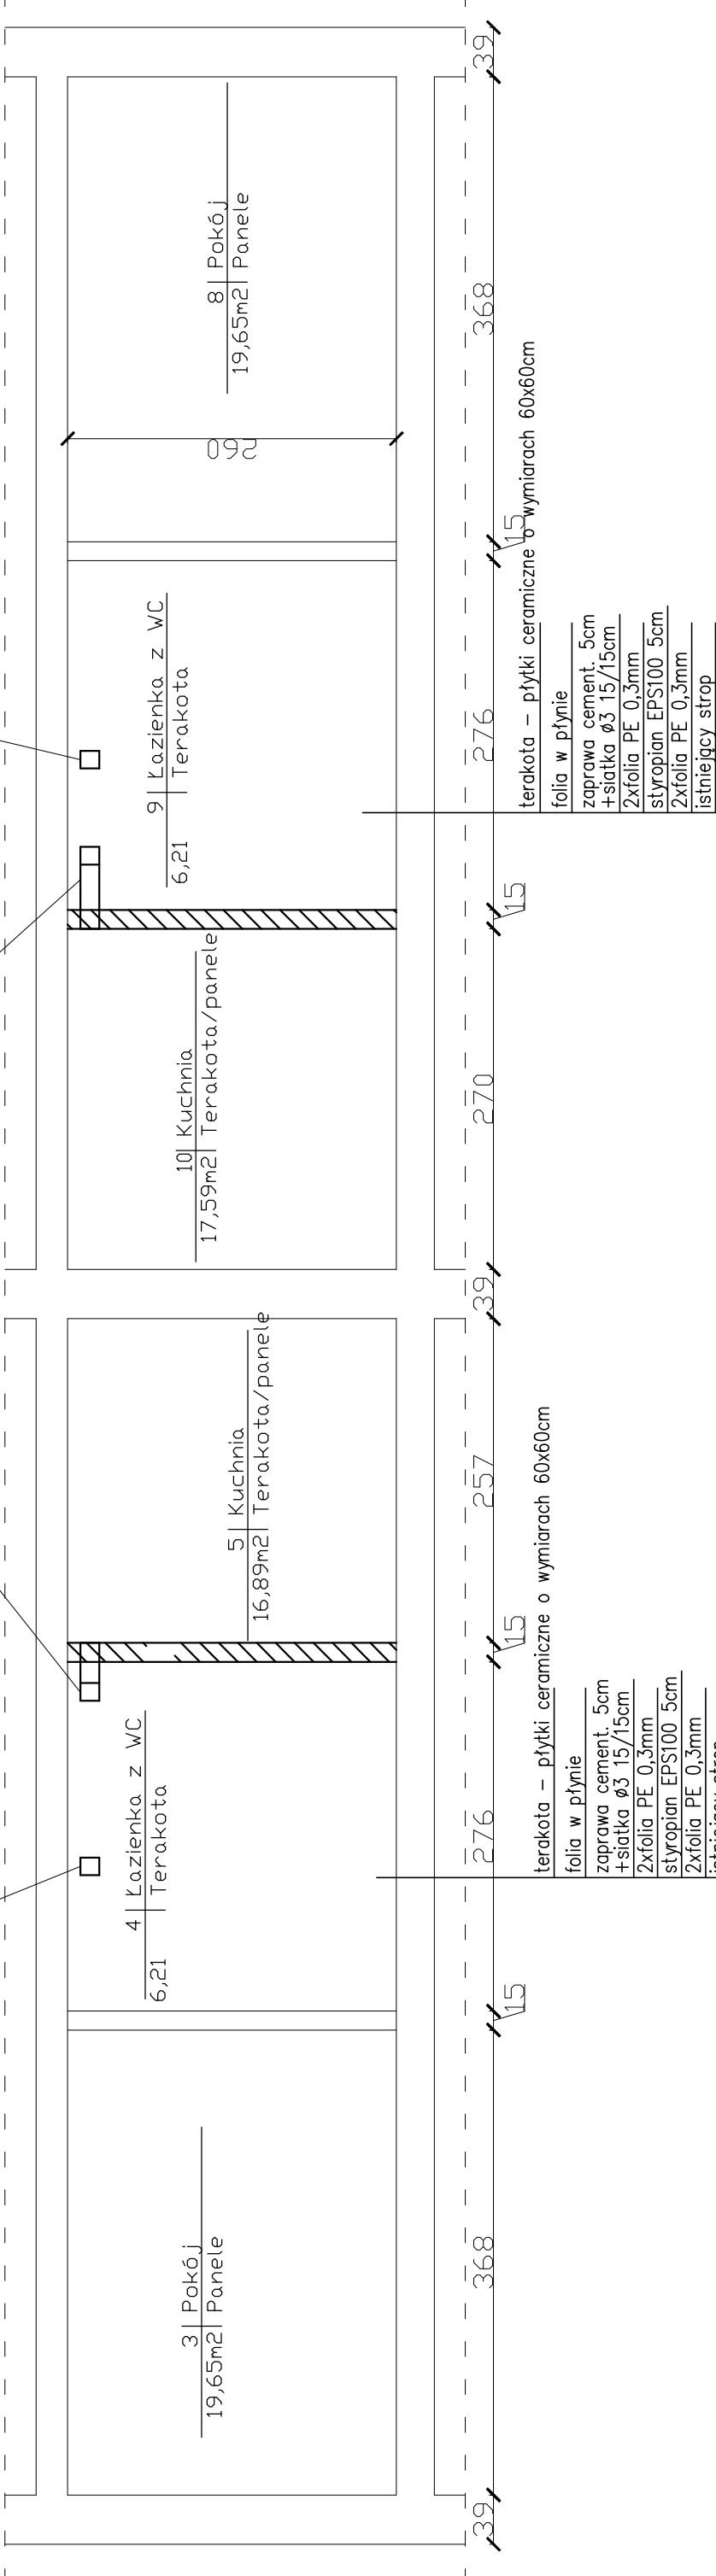 3 | Pokój
19,65m2 | Panele
4 | Łazienka z WC
6,21 | Terakota
5 | Kuchnia
16,89m2 | Terakota/panele
10 | Kuchnia
17,59m2 | Terakota/panele
9 | Łazienka z WC
6,21 | Terakota
8 | Pokój
19,65m2 | Panele
260
39
368
15
276
15
257
39
270
15
276
15
368
39
terakota – płytki ceramiczne o wymiarach 60x60cm
folia w płynie
zaprawa cement. 5cm
+siatka ø3 15/15cm
2xfolia PE 0,3mm
styropian EPS100 5cm
2xfolia PE 0,3mm
terakota – płytki ceramiczne o wymiarach 60x60cm
folia w płynie
zaprawa cement. 5cm
+siatka ø3 15/15cm
2xfolia PE 0,3mm
styropian EPS100 5cm
2xfolia PE 0,3mm
istniejący strop